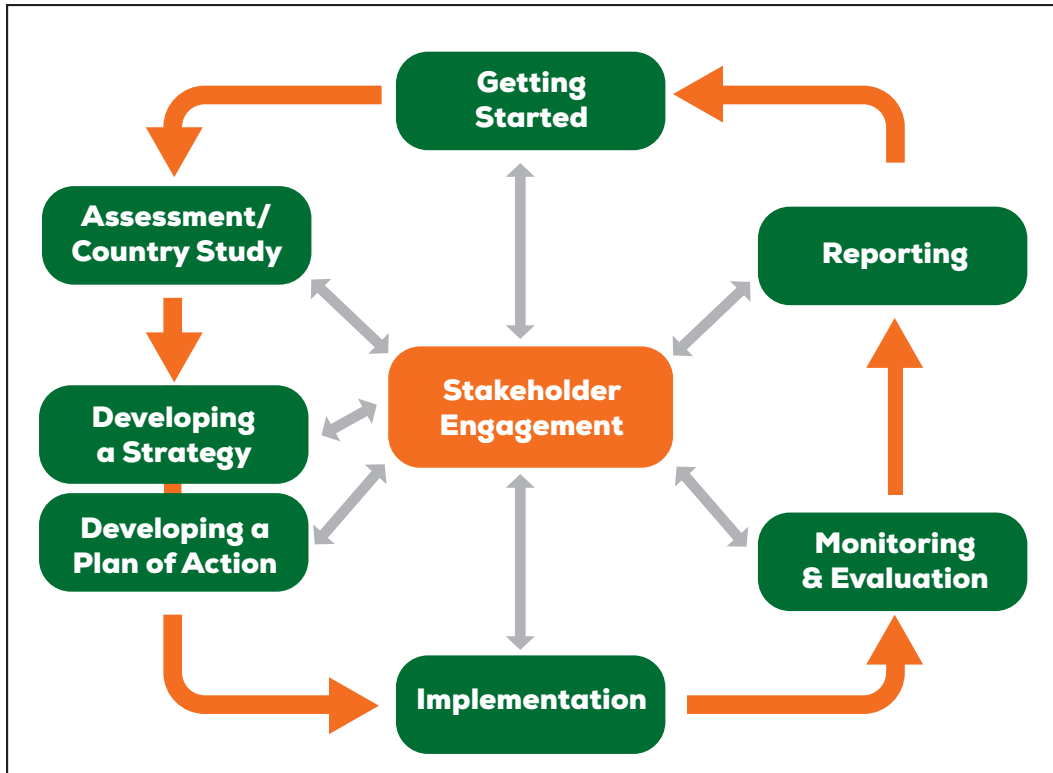 Getting
Started
Assessment/
Country Study
Reporting
Stakeholder
Engagement
Developing
a Strategy
Developing a
Plan of Action
Monitoring
& Evaluation
Implementation